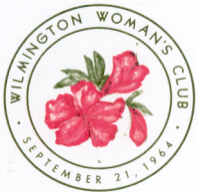 WILMINGTON WOMAN'S CLUB
• SEPTEMBER 21, 1964 •